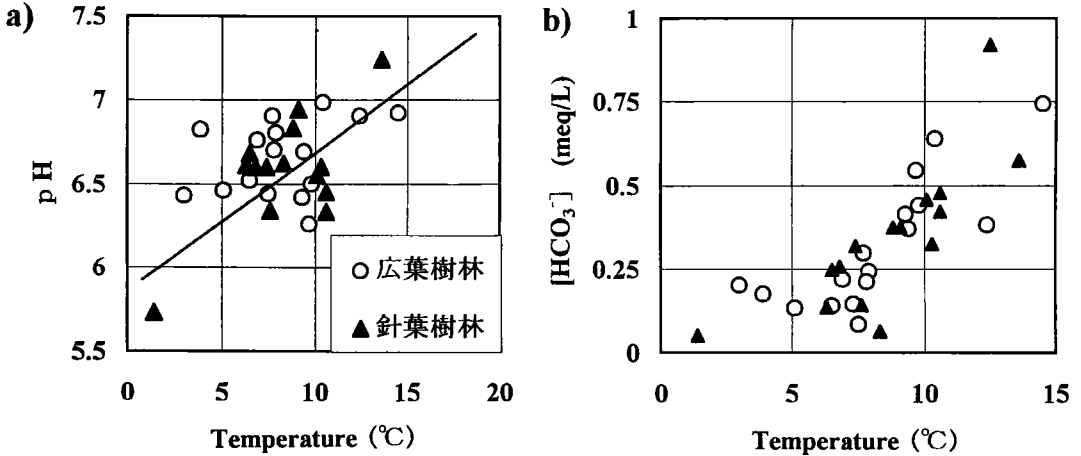 a)
7.5
7
6.5
6
5.5
pH
0
5
10
15
20
Temperature (℃)
○ 広葉樹林
▲ 針葉樹林
b)
1
0.75
0.5
0.25
0
[HCO₃⁻] (meq/L)
0
5
10
15
Temperature (℃)